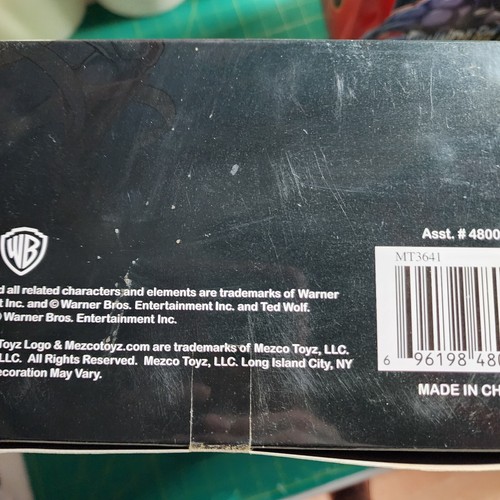 WB
Asst. # 4800
MT3641
d all related characters and elements are trademarks of Warner
t Inc. and © Warner Bros. Entertainment Inc. and Ted Wolf.
Warner Bros. Entertainment Inc.
Toyz Logo & Mezcotoyz.com are trademarks of Mezco Toyz, LLC.
LLC. All Rights Reserved. Mezco Toyz, LLC. Long Island City, NY
ecoration May Vary.
6 96198 480
MADE IN CH